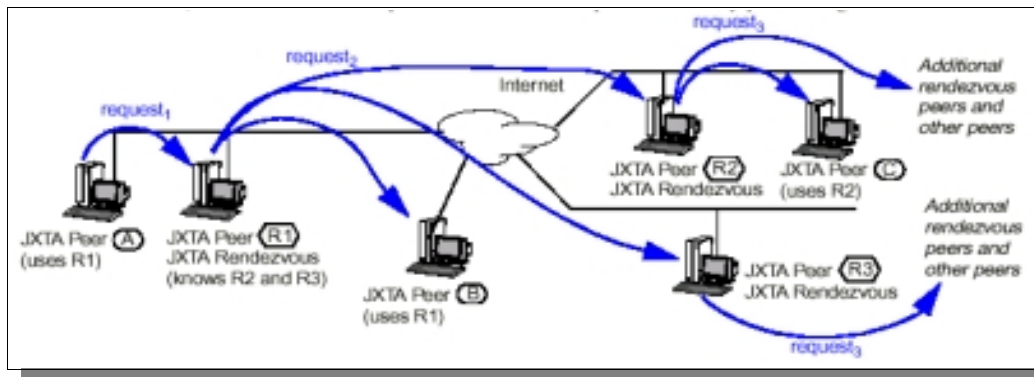 request3
request2
Internet
Additional
rendezvous
peers and
other peers
request1
JXTA Peer R2
JXTA Rendezvous
JXTA Peer C
(uses R2)
JXTA Peer A
(uses R1)
JXTA Peer R1
JXTA Rendezvous
(knows R2 and R3)
JXTA Peer B
(uses R1)
JXTA Peer R3
JXTA Rendezvous
Additional
rendezvous
peers and
other peers
request3